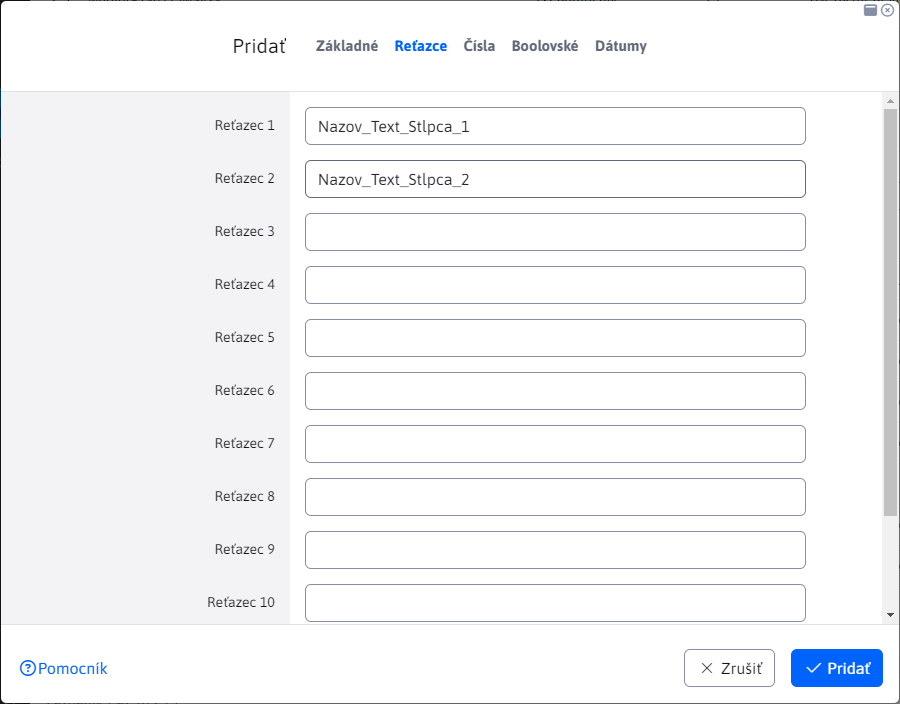 Pridať Základné Reťazce Čísla Boolovské Dátumy
Reťazec 1 Nazov_Text_Stlpca_1
Reťazec 2 Nazov_Text_Stlpca_2
Reťazec 3
Reťazec 4
Reťazec 5
Reťazec 6
Reťazec 7
Reťazec 8
Reťazec 9
Reťazec 10
Pomocník Zrušiť Pridať